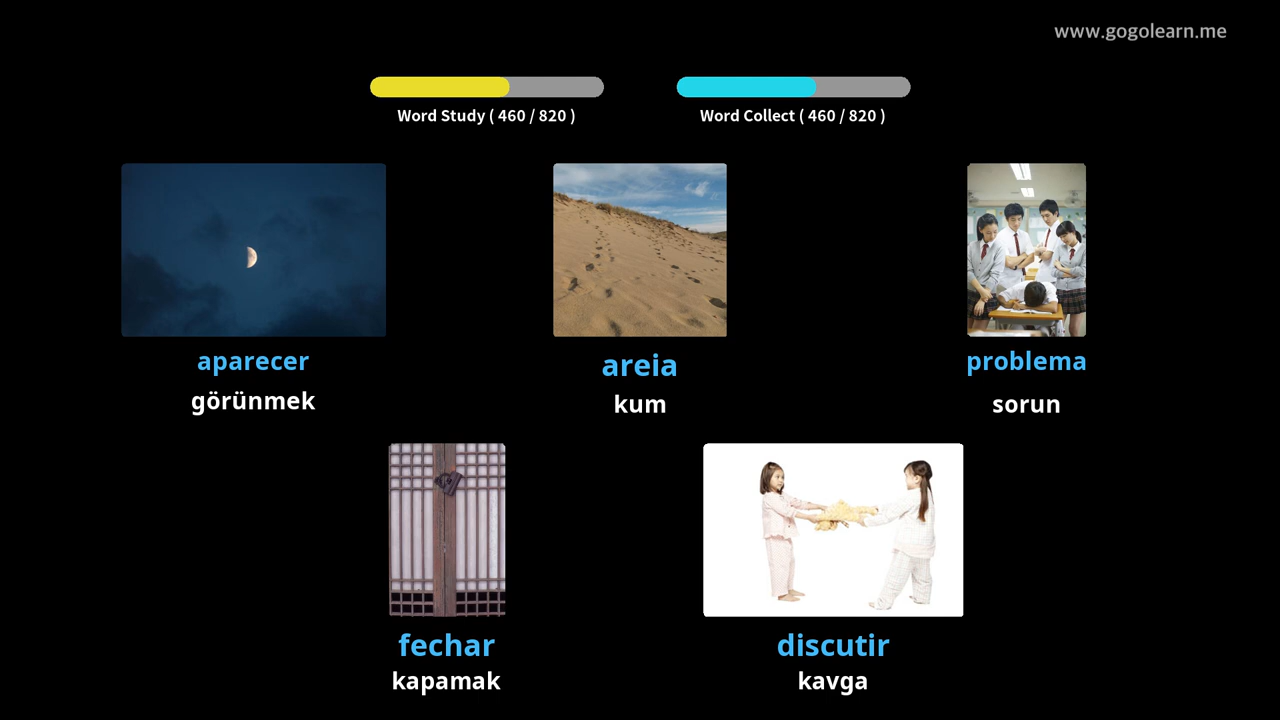 www.gogolearn.me
Word Study ( 460 / 820 )
Word Collect ( 460 / 820 )
aparecer
görünmek
areia
kum
problema
sorun
fechar
kapamak
discutir
kavga